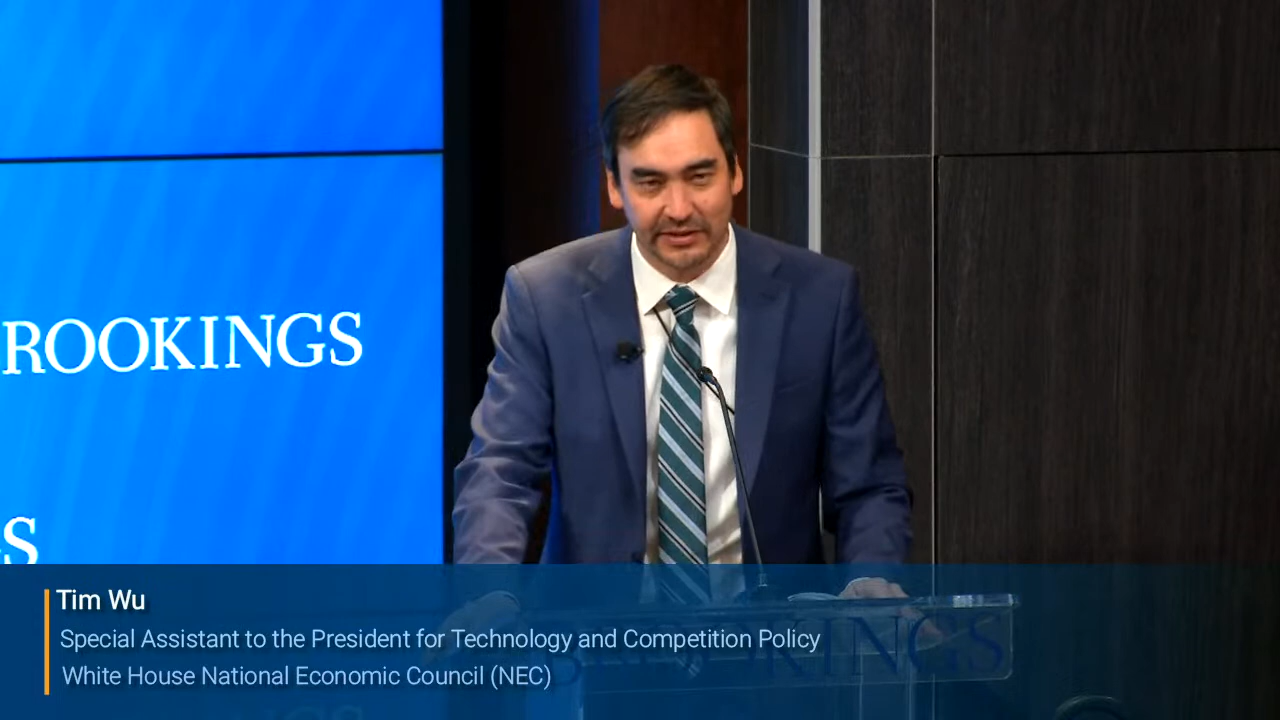 ROOKINGS
S
Tim Wu
Special Assistant to the President for Technology and Competition Policy
White House National Economic Council (NEC)
BROOKINGS